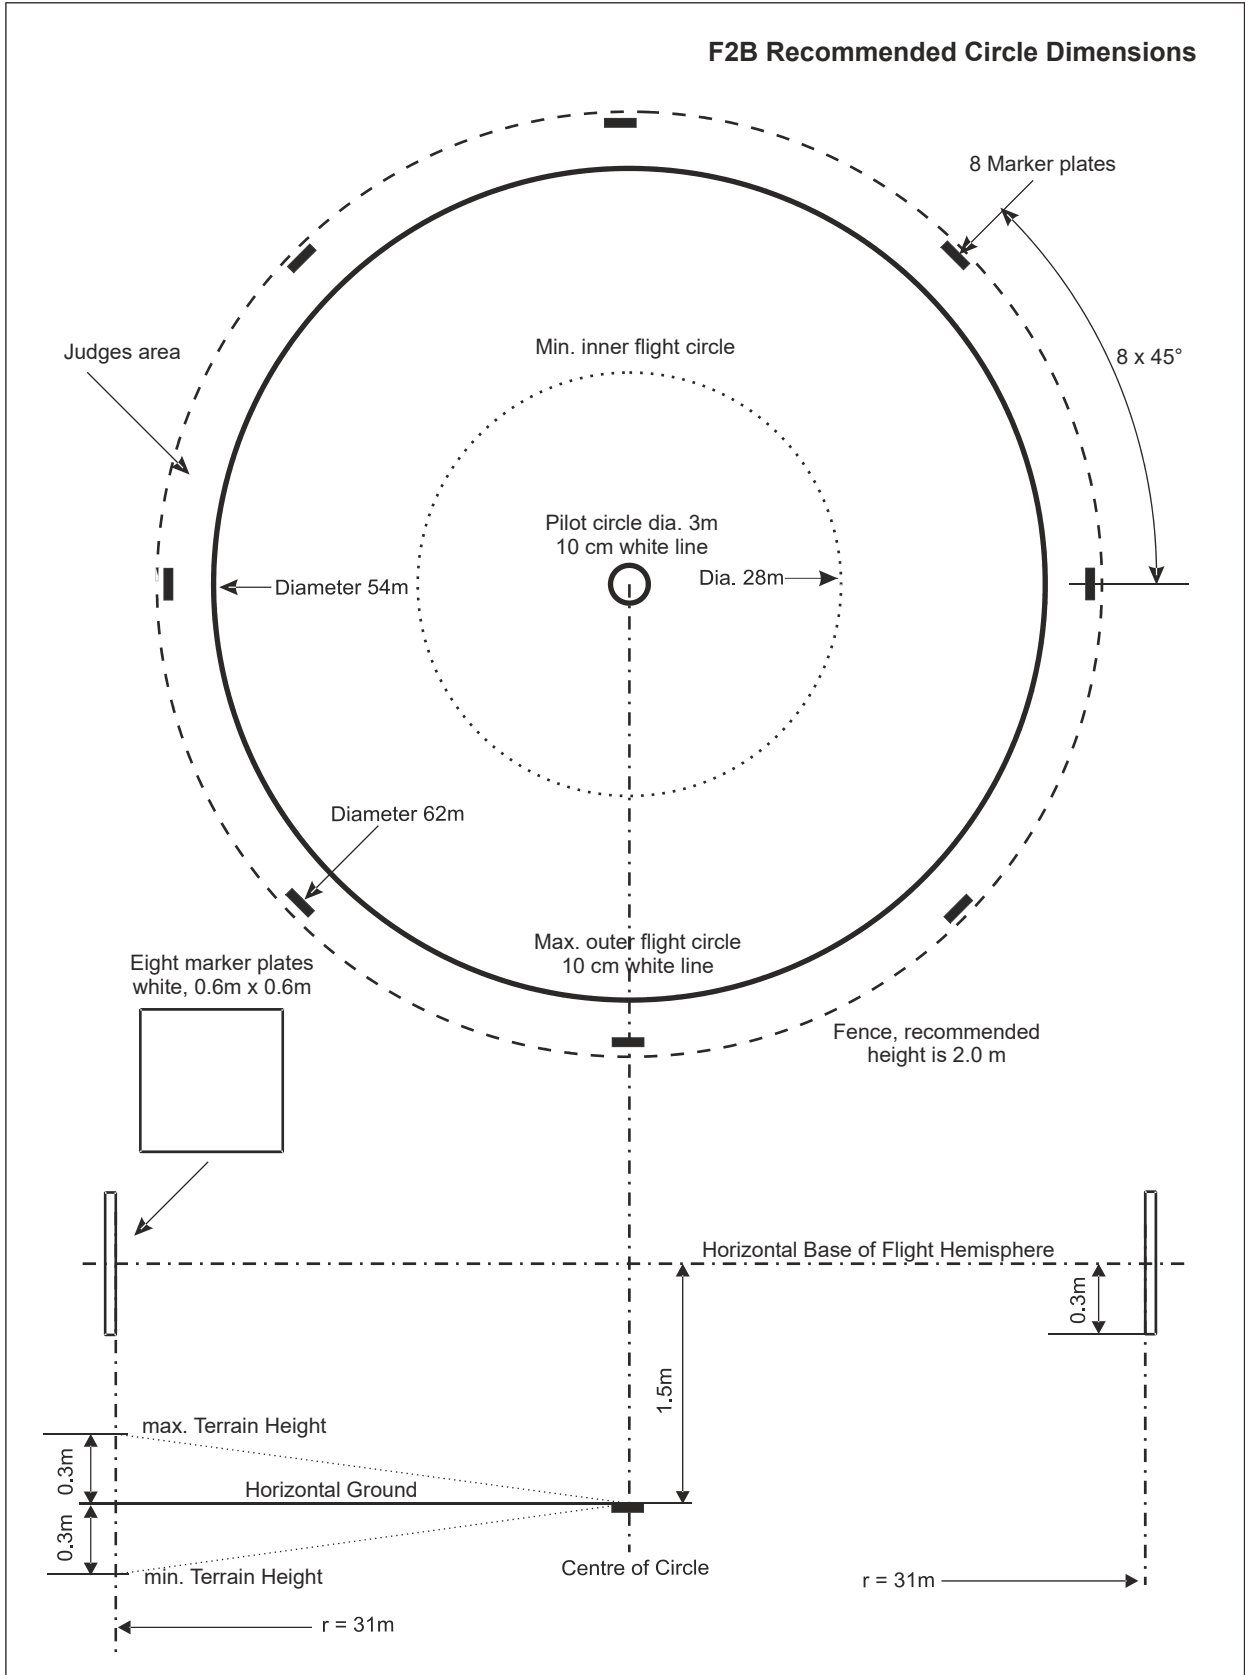 F2B Recommended Circle Dimensions
8 Marker plates
Judges area
Min. inner flight circle
8 x 45°
Pilot circle dia. 3m
10 cm white line
Diameter 54m
Dia. 28m
Diameter 62m
Max. outer flight circle
10 cm white line
Eight marker plates
white, 0.6m x 0.6m
Fence, recommended
height is 2.0 m
Horizontal Base of Flight Hemisphere
0.3m
1.5m
max. Terrain Height
0.3m
Horizontal Ground
0.3m
min. Terrain Height
Centre of Circle
r = 31m
r = 31m